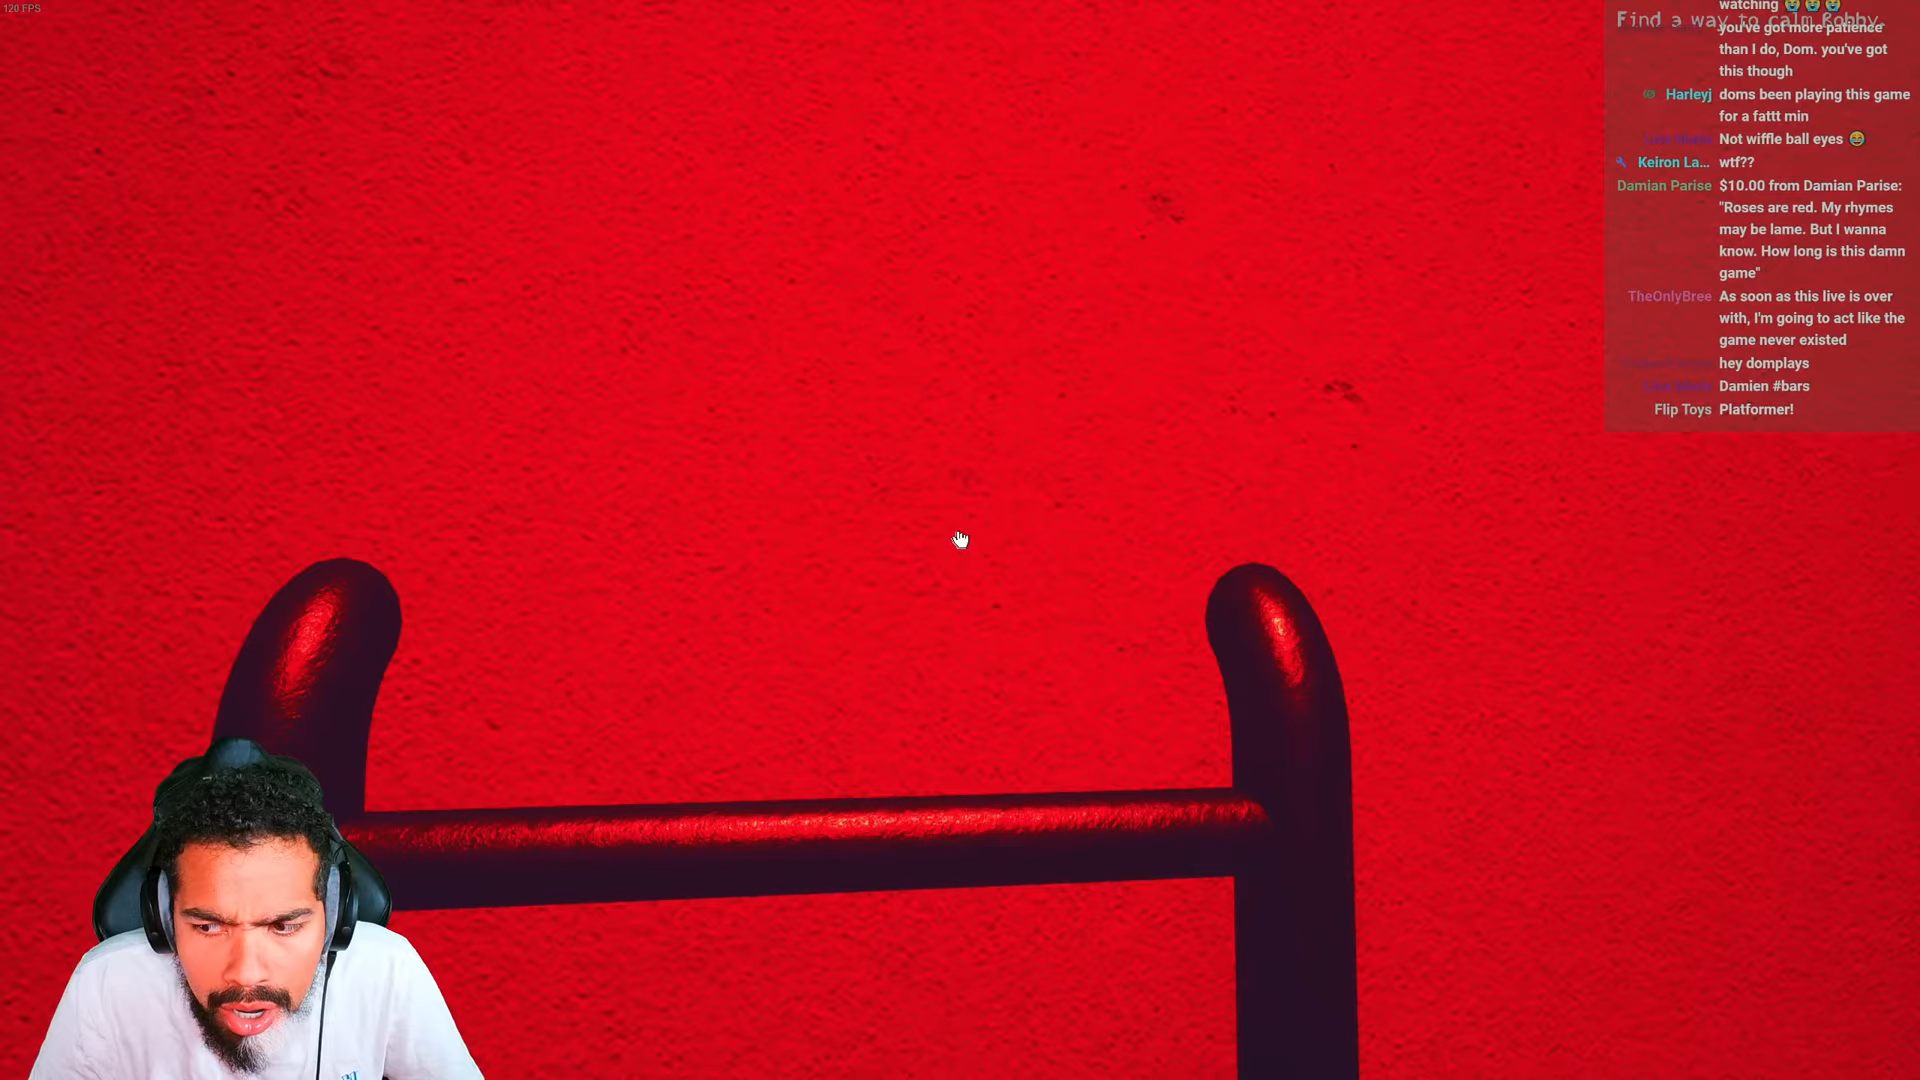 120 FPS
watching 😭😭😭
Find a way to calm Bobby.
you've got more patience
than I do, Dom. you've got
this though
Harleyj doms been playing this game
for a fattt min
Not wiffle ball eyes 😆
Keiron La... wtf??
Damian Parise $10.00 from Damian Parise:
"Roses are red. My rhymes
may be lame. But I wanna
know. How long is this damn
game"
TheOnlyBree As soon as this live is over
with, I'm going to act like the
game never existed
hey domplays
Damien #bars
Flip Toys Platformer!